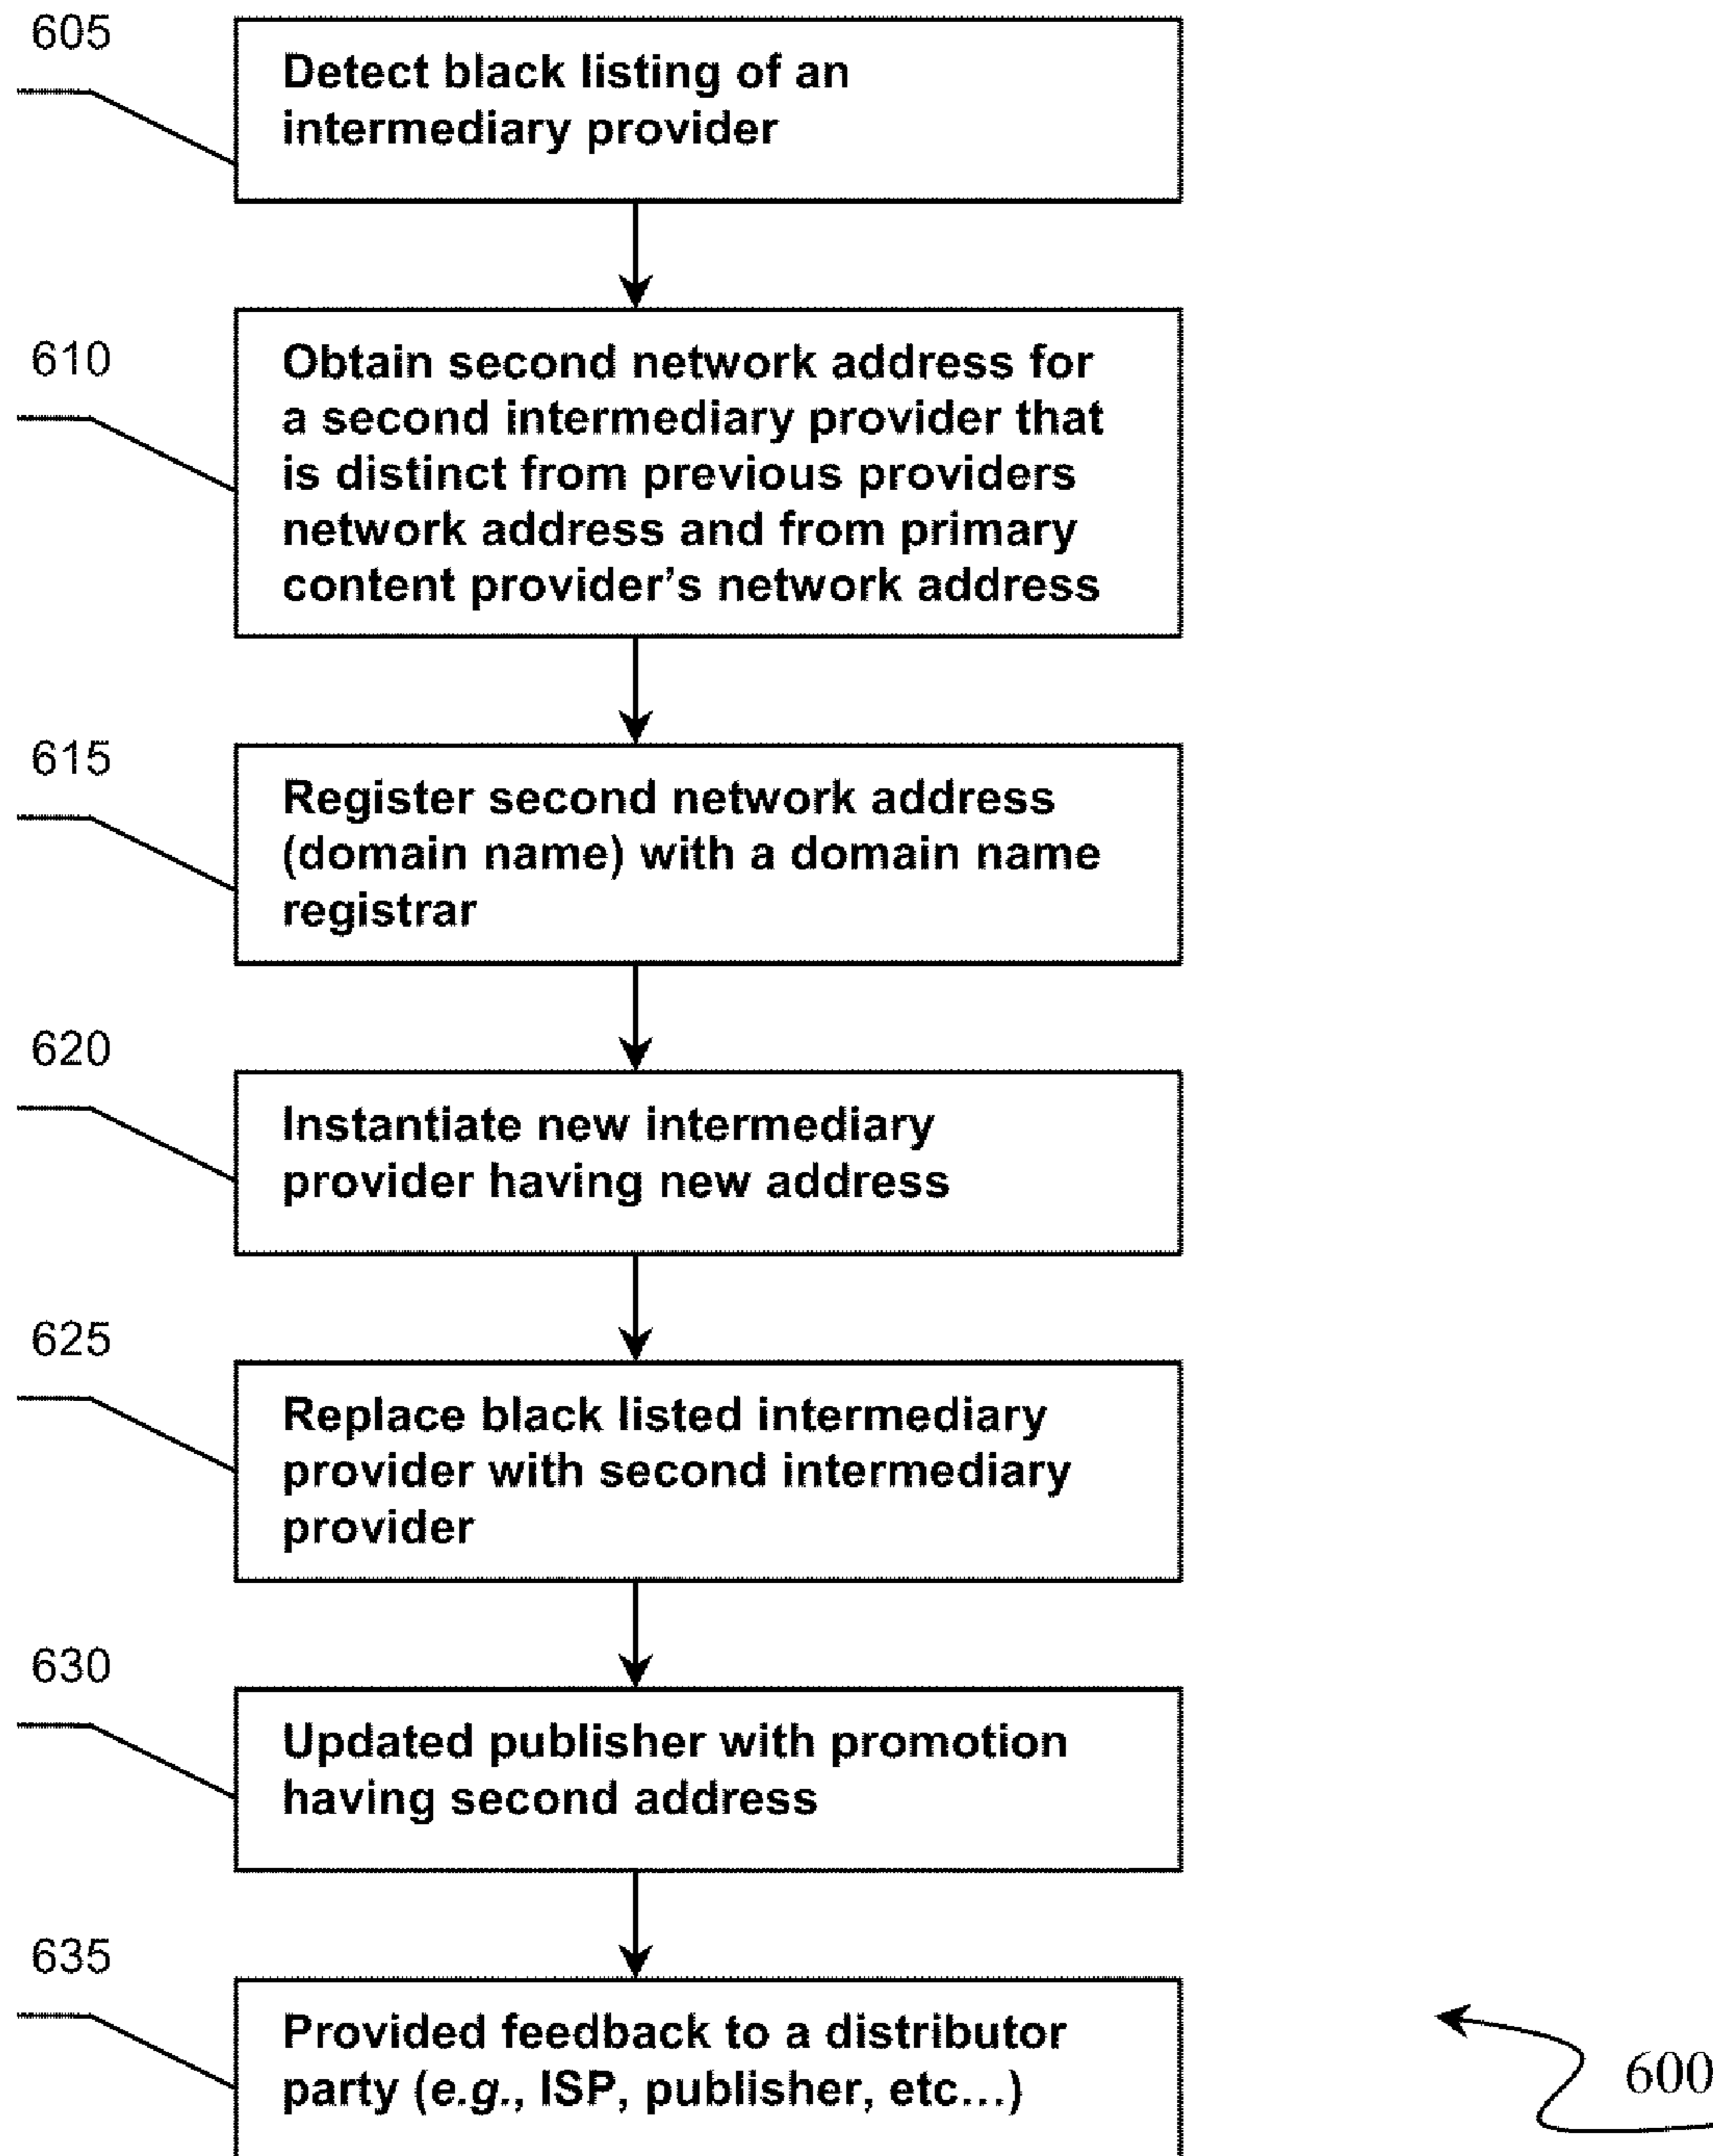 605
Detect black listing of an
intermediary provider
610
Obtain second network address for
a second intermediary provider that
is distinct from previous providers
network address and from primary
content provider’s network address
615
Register second network address
(domain name) with a domain name
registrar
620
Instantiate new intermediary
provider having new address
625
Replace black listed intermediary
provider with second intermediary
provider
630
Updated publisher with promotion
having second address
635
Provided feedback to a distributor
party (e.g., ISP, publisher, etc…)
600